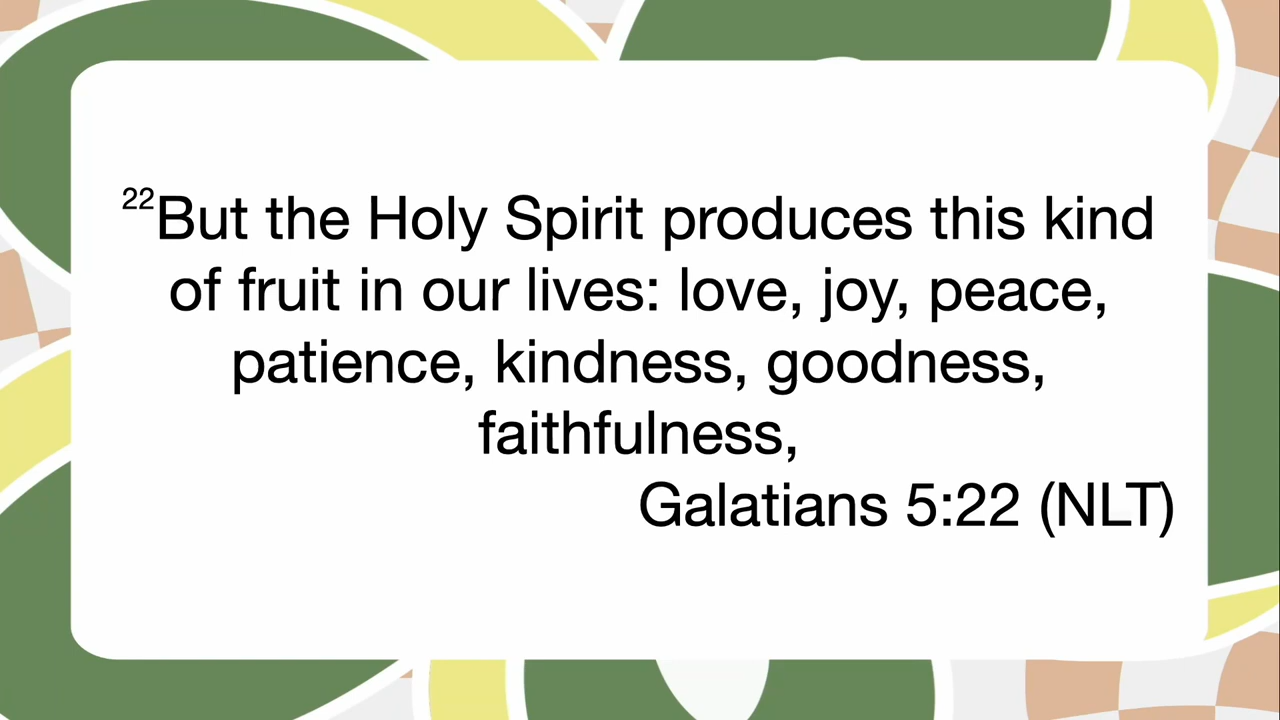 22But the Holy Spirit produces this kind
of fruit in our lives: love, joy, peace,
patience, kindness, goodness,
faithfulness,
Galatians 5:22 (NLT)